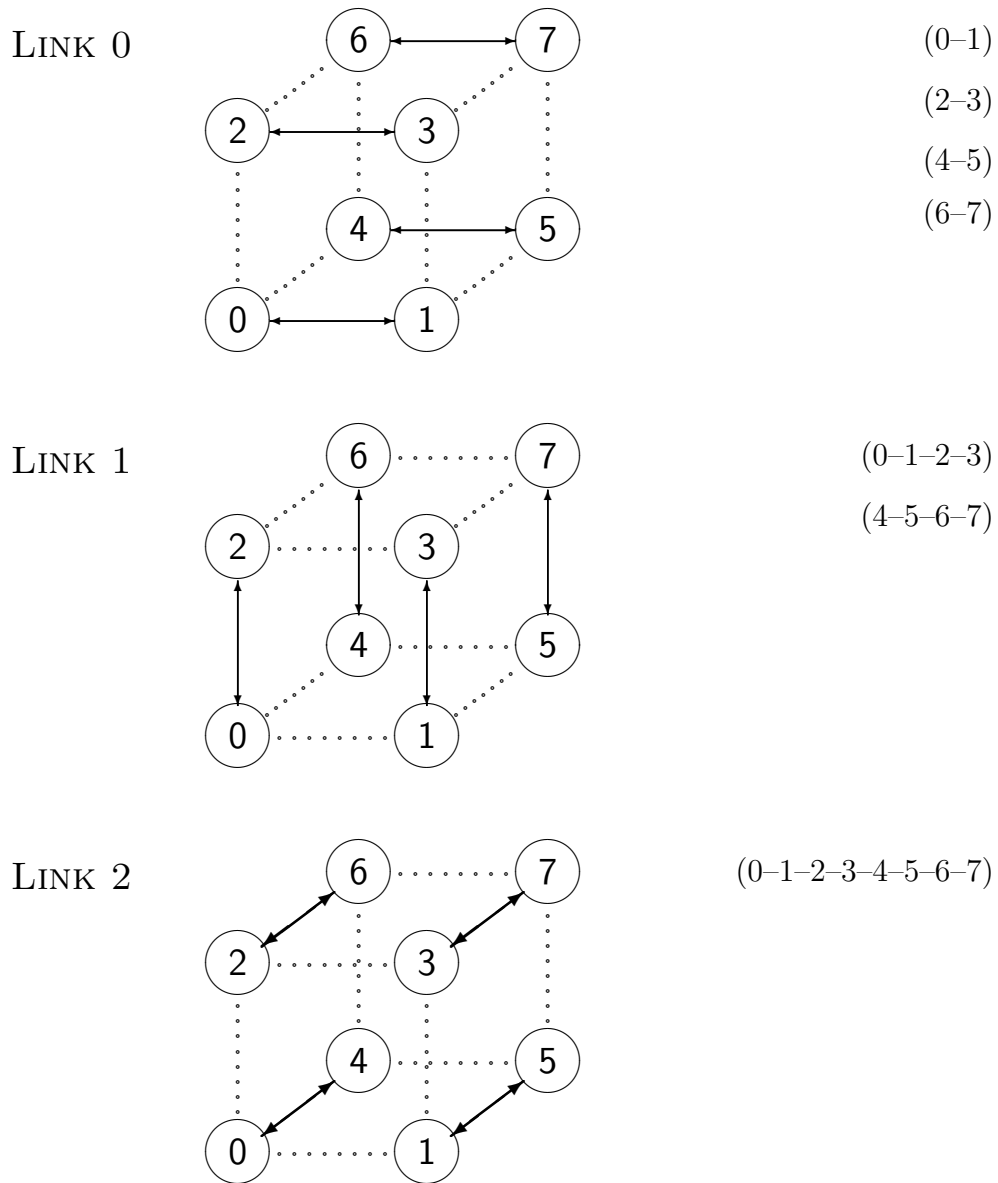 LINK 0 6 7 (0–1)
2 3 (2–3)
(4–5)
4 5 (6–7)
0 1
LINK 1 6 7 (0–1–2–3)
2 3 (4–5–6–7)
4 5
0 1
LINK 2 6 7 (0–1–2–3–4–5–6–7)
2 3
4 5
0 1